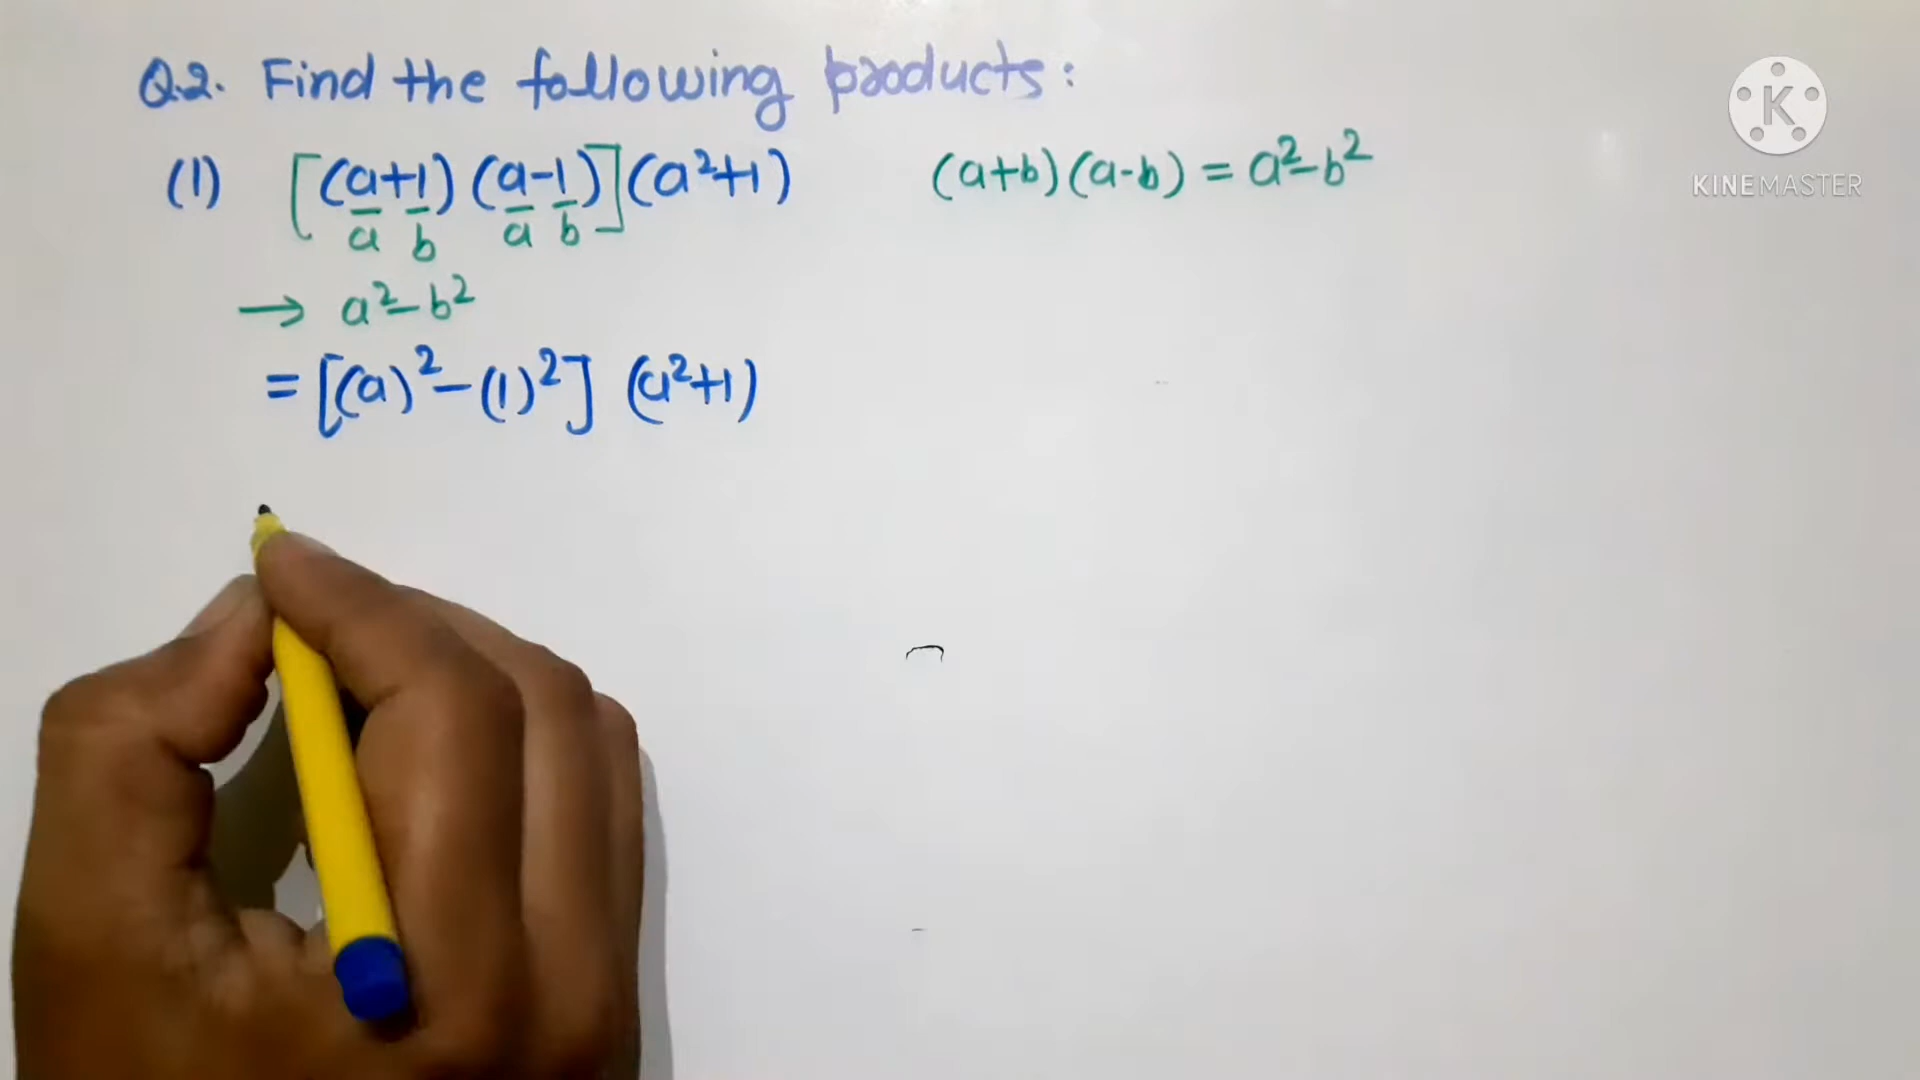 Q.2. Find the following products:
(1) [(a+1)(a-1)](a²+1) (a+b)(a-b) = a²-b²
a b a b
→ a²-b²
= [(a)²-(1)²] (a²+1)
K
KINEMASTER